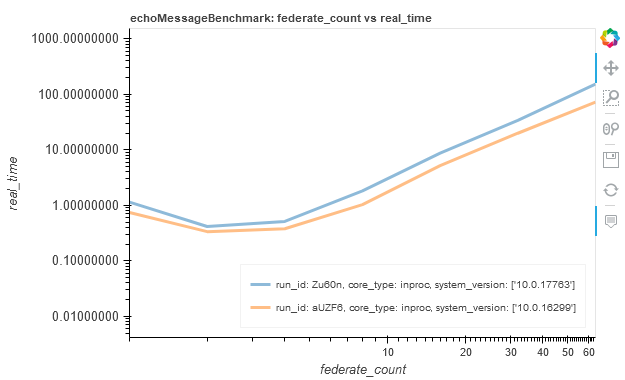 echoMessageBenchmark: federate_count vs real_time
1000.00000000
100.00000000
10.00000000
1.00000000
0.10000000
0.01000000
real_time
run_id: Zu60n, core_type: inproc, system_version: ['10.0.17763']
run_id: aUZF6, core_type: inproc, system_version: ['10.0.16299']
10 20 30 40 50 60
federate_count